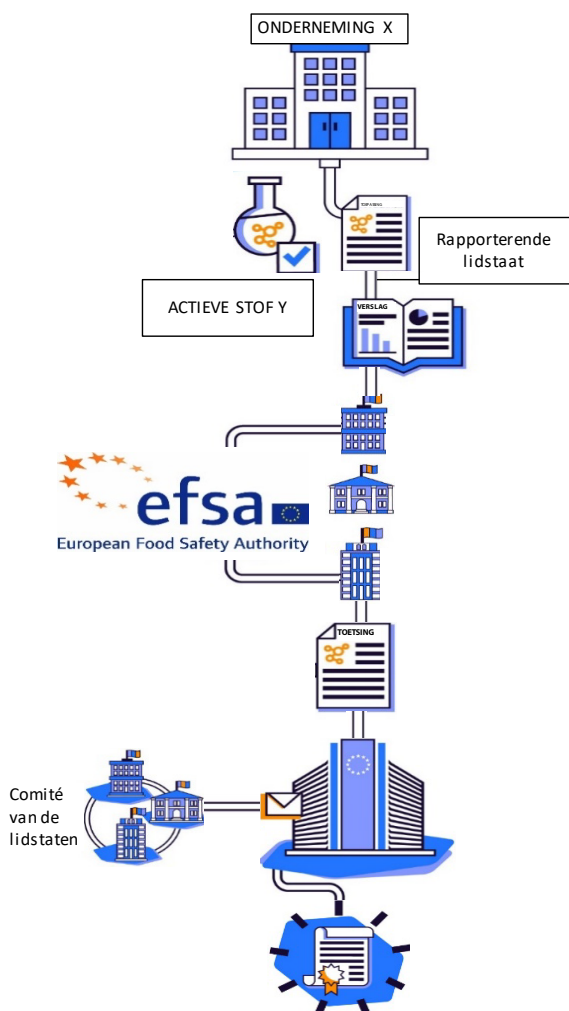 ONDERNEMING X
Rapporterende
lidstaat
ACTIEVE STOF Y
VERSLAG
efsa
European Food Safety Authority
TOETSING
Comité
van de
lidstaten